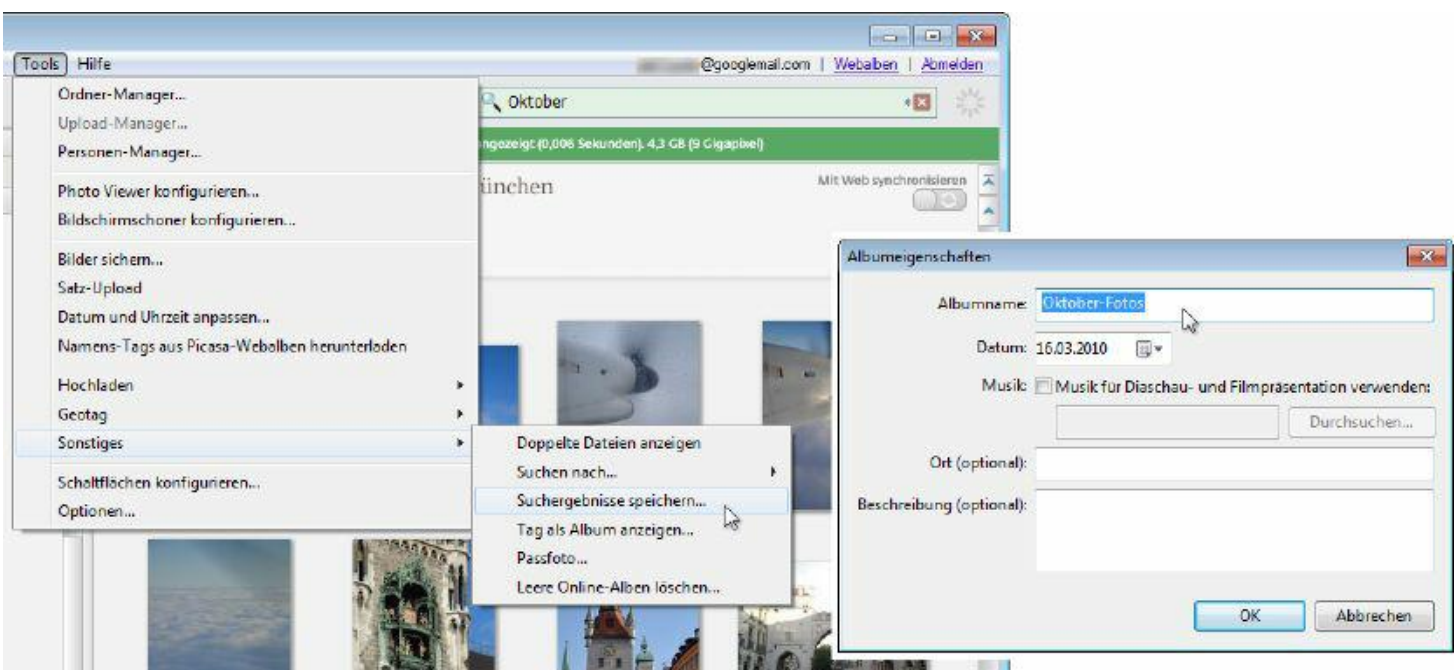 Tools Hilfe
@googlemail.com | Webalben | Abmelden
Ordner-Manager...
Upload-Manager...
Personen-Manager...
Photo Viewer konfigurieren...
Bildschirmschoner konfigurieren...
Bilder sichern...
Satz-Upload
Datum und Uhrzeit anpassen...
Namens-Tags aus Picasa-Webalben herunterladen
Hochladen
Geotag
Sonstiges
Schaltflächen konfigurieren...
Optionen...
Oktober
ngezeigt (0,006 Sekunden). 4,3 GB (9 Gigapixel)
ünchen
Mit Web synchronisieren
Doppelte Dateien anzeigen
Suchen nach...
Suchergebnisse speichern...
Tag als Album anzeigen...
Passfoto...
Leere Online-Alben löschen...
Albumeigenschaften
Albumname: Oktober-Fotos
Datum: 16.03.2010
Musik: Musik für Diaschau- und Filmpräsentation verwenden:
Durchsuchen...
Ort (optional):
Beschreibung (optional):
OK Abbrechen